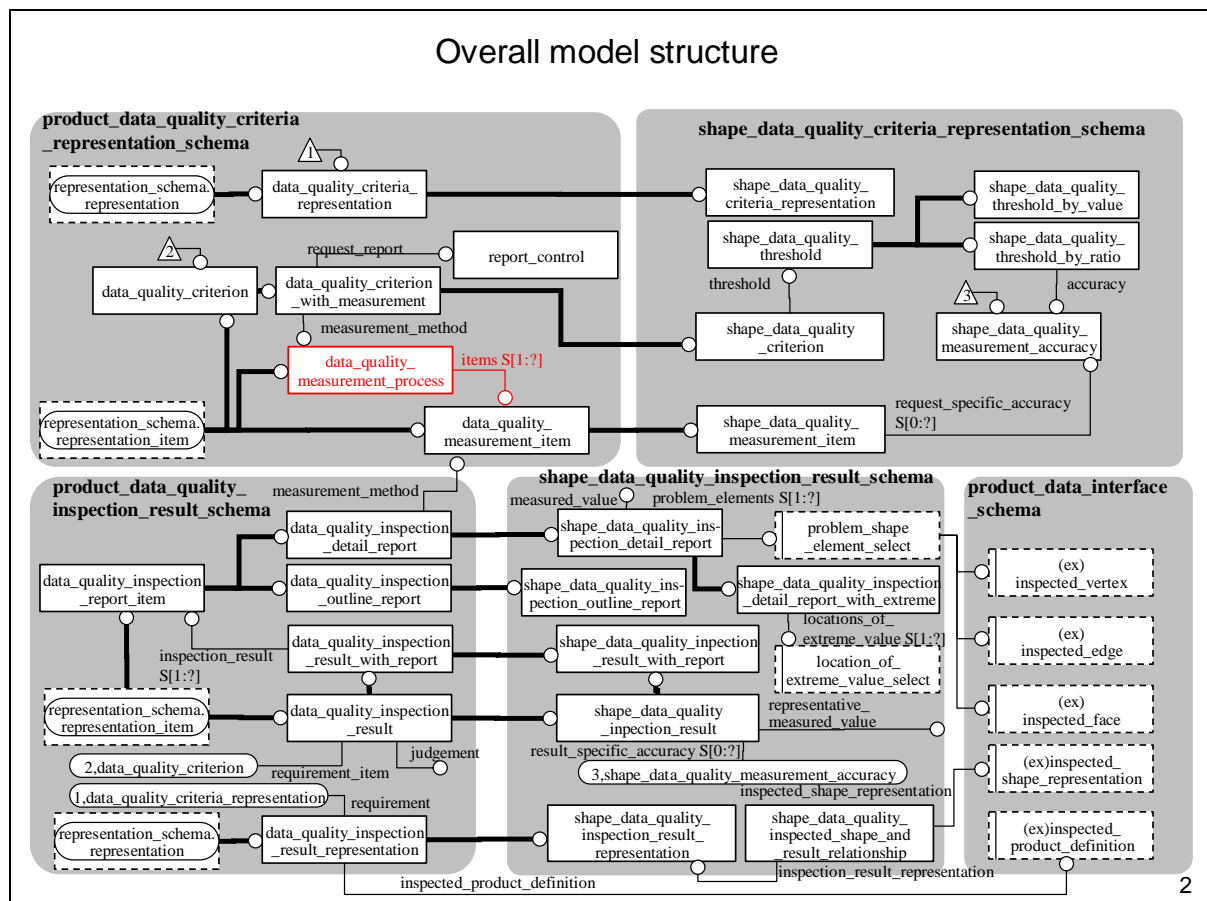 Overall model structure
product_data_quality_criteria
_representation_schema
1
representation_schema.
representation
data_quality_criteria_
representation
2
request_report
report_control
data_quality_criterion
data_quality_criterion
_with_measurement
measurement_method
data_quality_
measurement_process
items S[1:?]
representation_schema.
representation_item
data_quality_
measurement_item
shape_data_quality_criteria_representation_schema
shape_data_quality_
criteria_representation
shape_data_quality_
threshold_by_value
shape_data_quality_
threshold
shape_data_quality_
threshold_by_ratio
threshold
3
accuracy
shape_data_quality
_criterion
shape_data_quality_
measurement_accuracy
request_specific_accuracy
S[0:?]
shape_data_quality_
measurement_item
product_data_quality_
inspection_result_schema
measurement_method
data_quality_inspection
_detail_report
data_quality_inspection
_report_item
data_quality_inspection
_outline_report
inspection_result
S[1:?]
data_quality_inspection
_result_with_report
representation_schema.
representation_item
data_quality_inspection
_result
judgement
2,data_quality_criterion
requirement_item
1,data_quality_criteria_representation
requirement
representation_schema.
representation
data_quality_inspection
_result_representation
inspected_product_definition
shape_data_quality_inspection_result_schema
measured_value
problem_elements S[1:?]
shape_data_quality_ins-
pection_detail_report
problem_shape
_element_select
shape_data_quality_ins-
pection_outline_report
shape_data_quality_inspection
_detail_report_with_extreme
locations_of_
extreme_value S[1:?]
shape_data_quality_inpection
_result_with_report
location_of_
extreme_value_select
shape_data_quality
_inpection_result
representative_
measured_value
result_specific_accuracy S[0:?]
3,shape_data_quality_measurement_accuracy
inspected_shape_representation
shape_data_quality_
inspection_result_
representation
shape_data_quality_
inspected_shape_and
_result_relationship
inspection_result_representation
product_data_interface
_schema
(ex)
inspected_vertex
(ex)
inspected_edge
(ex)
inspected_face
(ex)inspected_
shape_representation
(ex)inspected_
product_definition
2